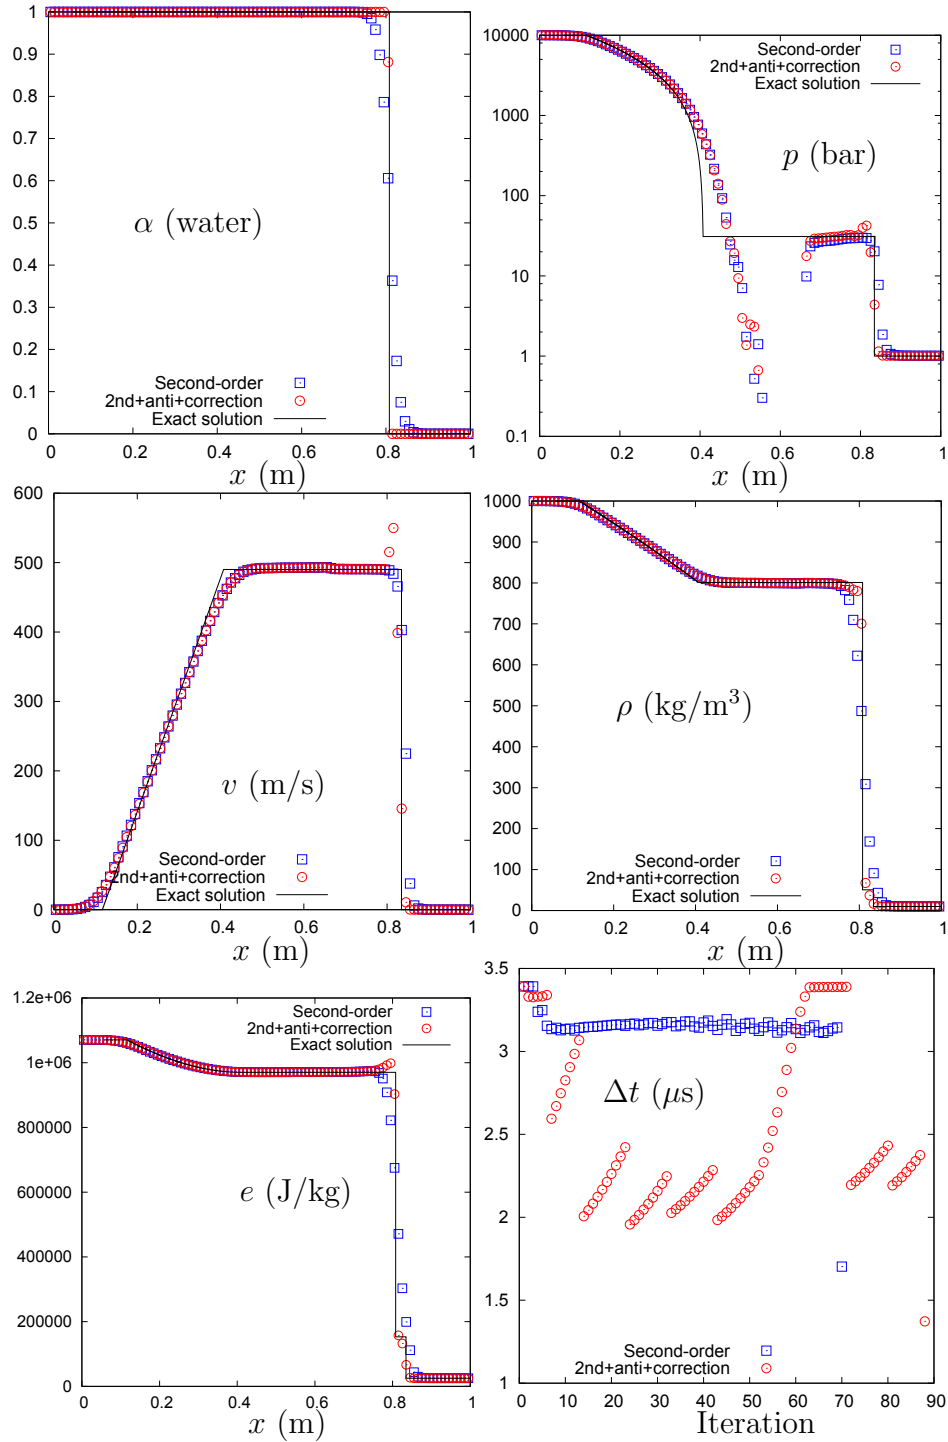 1
0.9
0.8
0.7
0.6
0.5
0.4
0.3
0.2
0.1
0
α (water)
Second-order
2nd+anti+correction
Exact solution
0 0.2 0.4 0.6 0.8 1
x (m)
10000
1000
100
10
1
0.1
Second-order
2nd+anti+correction
Exact solution
p (bar)
0 0.2 0.4 0.6 0.8 1
x (m)
600
500
400
300
200
100
0
v (m/s)
Second-order
2nd+anti+correction
Exact solution
0 0.2 0.4 0.6 0.8 1
x (m)
1000
900
800
700
600
500
400
300
200
100
0
ρ (kg/m³)
Second-order
2nd+anti+correction
Exact solution
0 0.2 0.4 0.6 0.8 1
x (m)
1.2e+06
1e+06
800000
600000
400000
200000
0
Second-order
2nd+anti+correction
Exact solution
e (J/kg)
0 0.2 0.4 0.6 0.8 1
x (m)
3.5
3
2.5
2
1.5
1
Δt (μs)
Second-order
2nd+anti+correction
0 10 20 30 40 50 60 70 80 90
Iteration